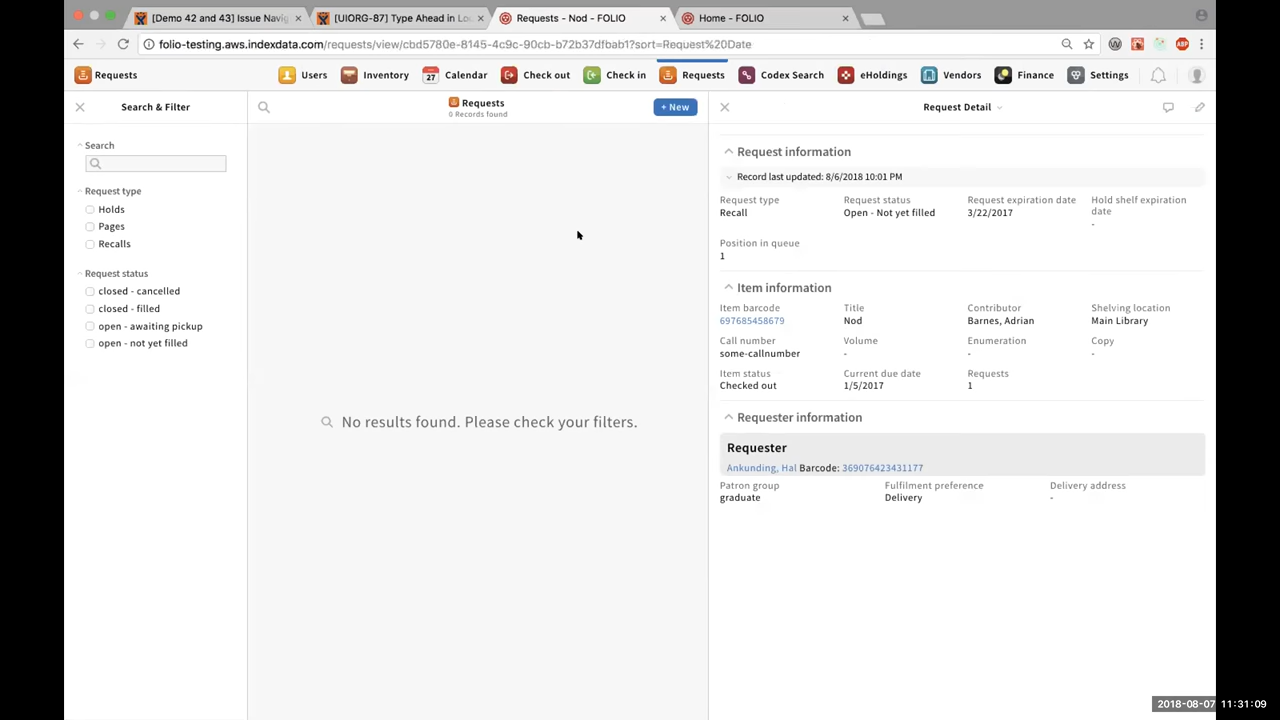 [Demo 42 and 43] Issue Navig
[UIORG-87] Type Ahead in Lo
Requests - Nod - FOLIO
Home - FOLIO
folio-testing.aws.indexdata.com/requests/view/cbd5780e-8145-4c9c-90cb-b72b37dfbab1?sort=Request%20Date
ABP
Requests
Users
Inventory
27
Calendar
Check out
Check in
Requests
Codex Search
eHoldings
Vendors
Finance
Settings
Search & Filter
Requests
0 Records found
+ New
Request Detail
Search
Request type
Holds
Pages
Recalls
Request status
closed - cancelled
closed - filled
open - awaiting pickup
open - not yet filled
No results found. Please check your filters.
Request information
Record last updated: 8/6/2018 10:01 PM
Request type Request status Request expiration date Hold shelf expiration date
Recall Open - Not yet filled 3/22/2017 -
Position in queue
1
Item information
Item barcode Title Contributor Shelving location
697685458679 Nod Barnes, Adrian Main Library
Call number Volume Enumeration Copy
some-callnumber - - -
Item status Current due date Requests
Checked out 1/5/2017 1
Requester information
Requester
Ankunding, Hal Barcode: 369076423431177
Patron group Fulfilment preference Delivery address
graduate Delivery -
2018-08-07 11:31:09